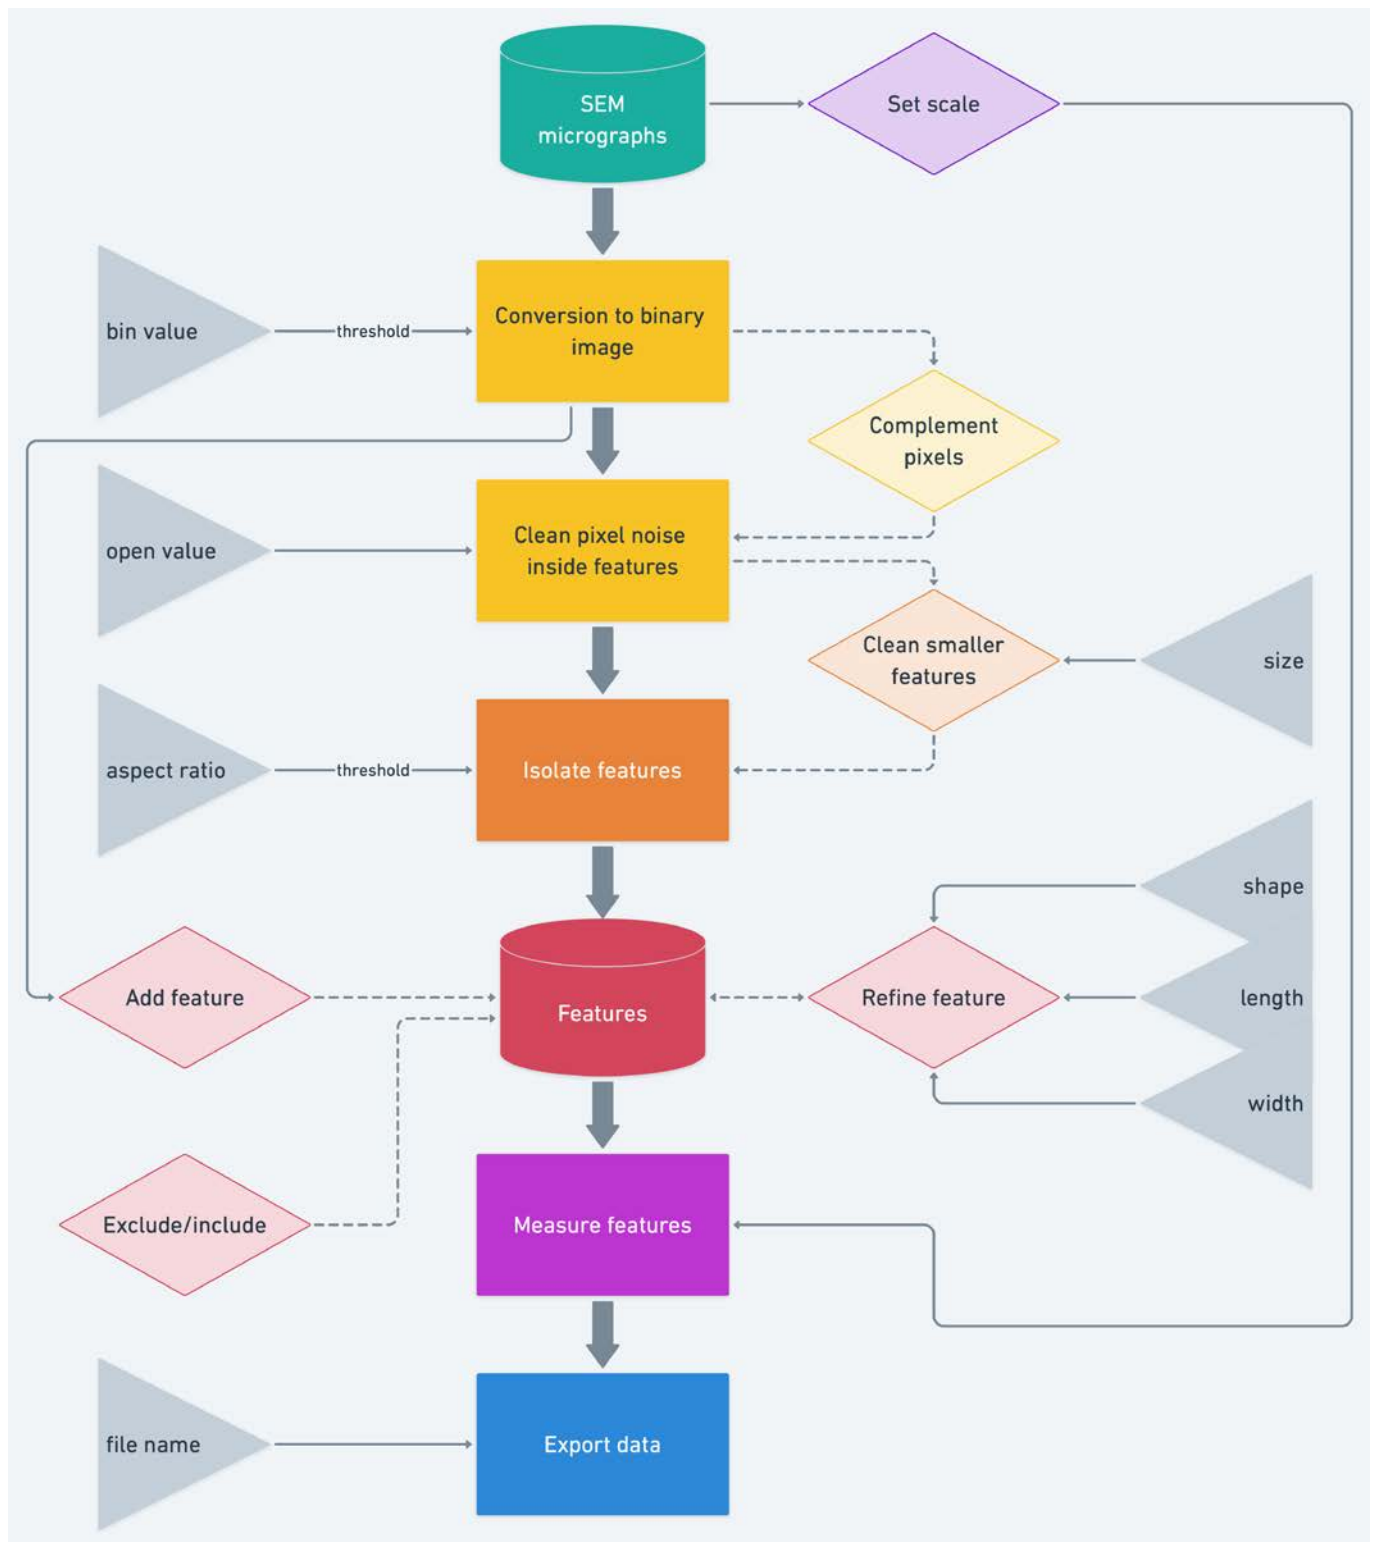 SEM
micrographs
Set scale
bin value
threshold
Conversion to binary
image
Complement
pixels
open value
Clean pixel noise
inside features
Clean smaller
features
size
aspect ratio
threshold
Isolate features
shape
Add feature
Features
Refine feature
length
width
Exclude/include
Measure features
file name
Export data